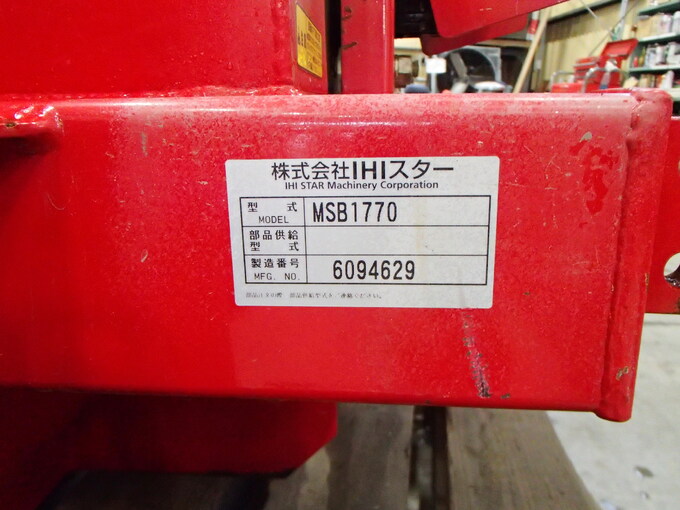 株式会社IHIスター
IHI STAR Machinery Corporation
型 式 MSB1770
MODEL
部品供給
型 式
製造番号 6094629
MFG. NO.